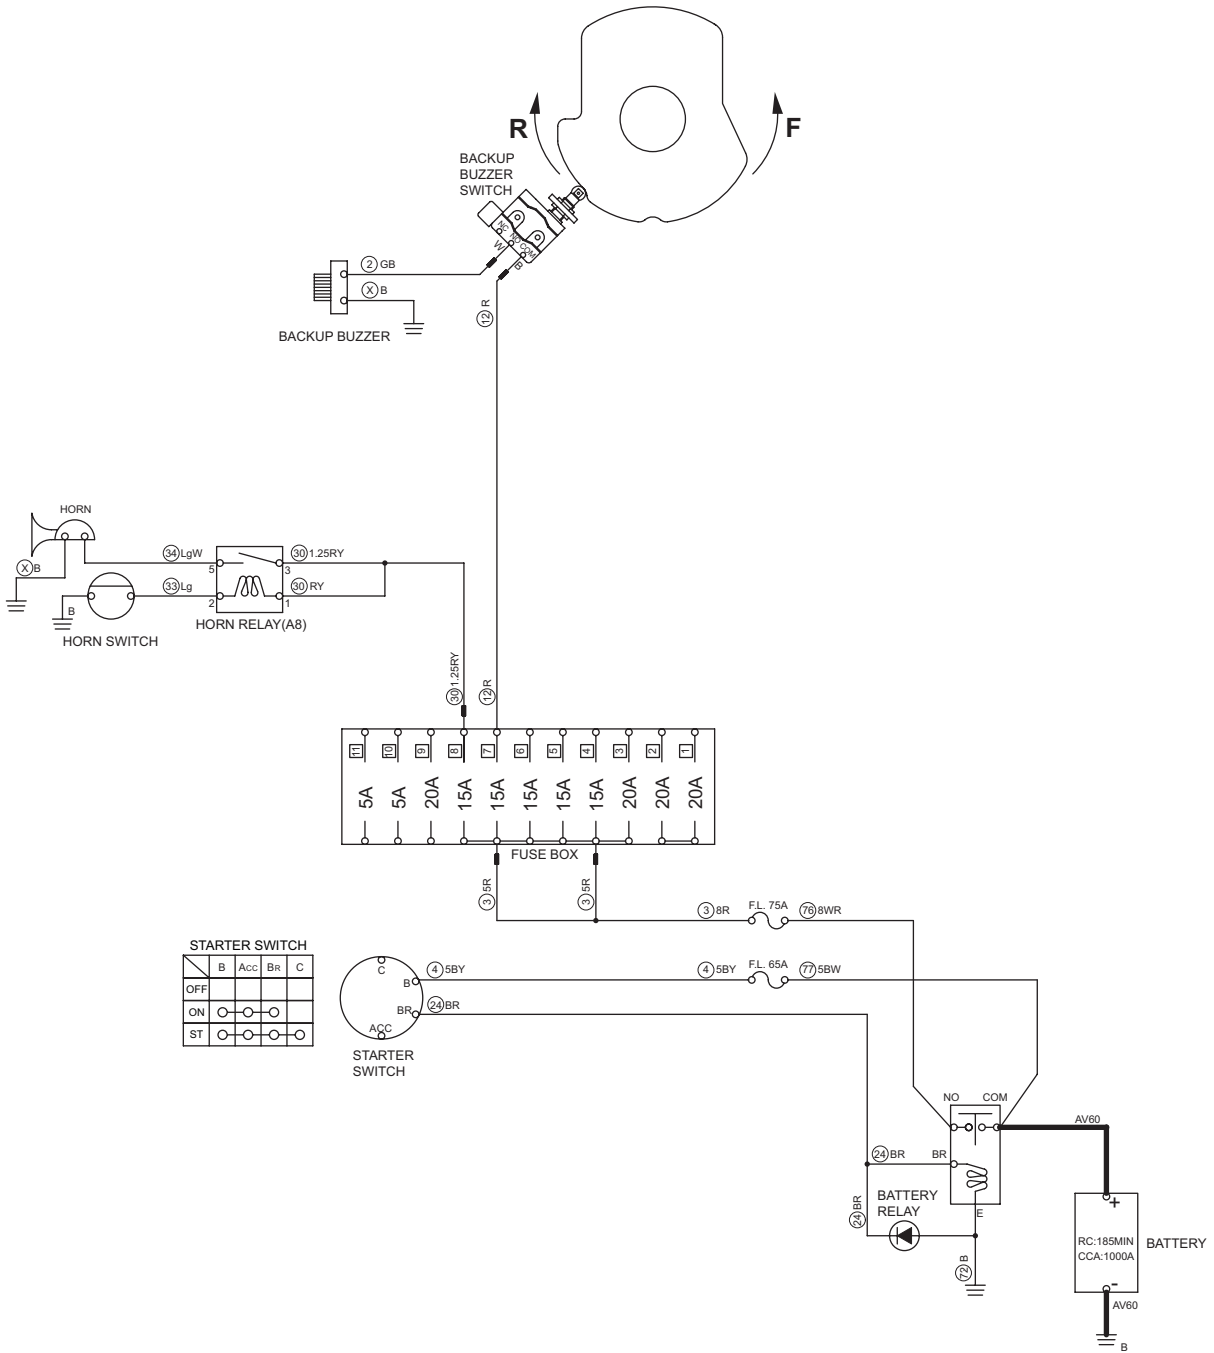 R
F
BACKUP
BUZZER
SWITCH
NC
NO
COM
W
B
2 GB
X B
BACKUP BUZZER
12 R
HORN
34 LgW
30 1.25RY
5
3
X B
33 Lg
30 RY
2
1
B
HORN RELAY(A8)
HORN SWITCH
30 1.25RY
12 R
11
10
9
8
7
6
5
4
3
2
1
5A
5A
20A
15A
15A
15A
15A
15A
20A
20A
20A
FUSE BOX
3 5R
3 5R
3 8R
F.L. 75A
76 8WR
STARTER SWITCH
B
ACC
BR
C
OFF
ON
ST
C
B
BR
ACC
STARTER
SWITCH
4 5BY
4 5BY
F.L. 65A
77 5BW
24 BR
NO
COM
AV60
24 BR
BR
24 BR
BATTERY
RELAY
E
72 B
+
RC:185MIN
CCA:1000A
BATTERY
-
AV60
B